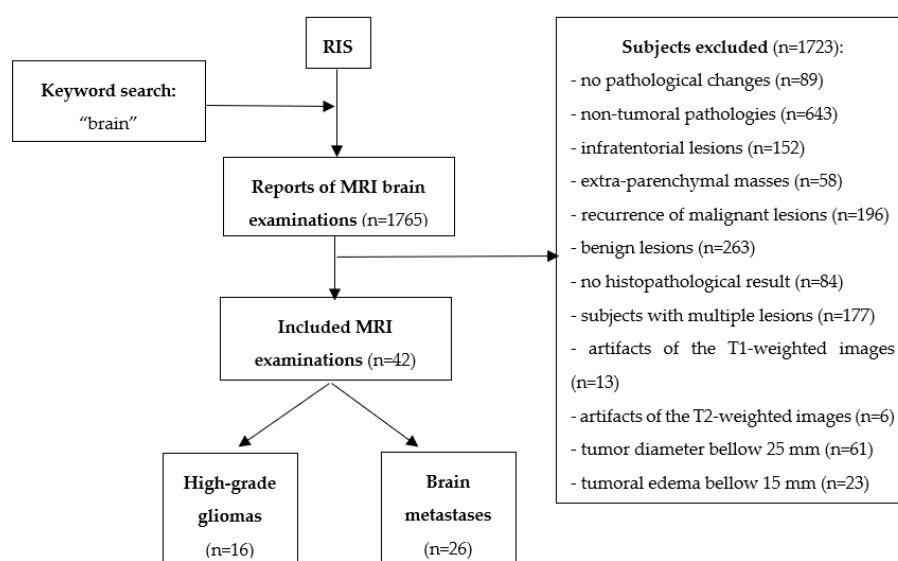 RIS
Keyword search:
“brain”
Reports of MRI brain
examinations (n=1765)
Included MRI
examinations (n=42)
High-grade
gliomas
(n=16)
Brain
metastases
(n=26)
Subjects excluded (n=1723):
- no pathological changes (n=89)
- non-tumoral pathologies (n=643)
- infratentorial lesions (n=152)
- extra-parenchymal masses (n=58)
- recurrence of malignant lesions (n=196)
- benign lesions (n=263)
- no histopathological result (n=84)
- subjects with multiple lesions (n=177)
- artifacts of the T1-weighted images
(n=13)
- artifacts of the T2-weighted images (n=6)
- tumor diameter bellow 25 mm (n=61)
- tumoral edema bellow 15 mm (n=23)